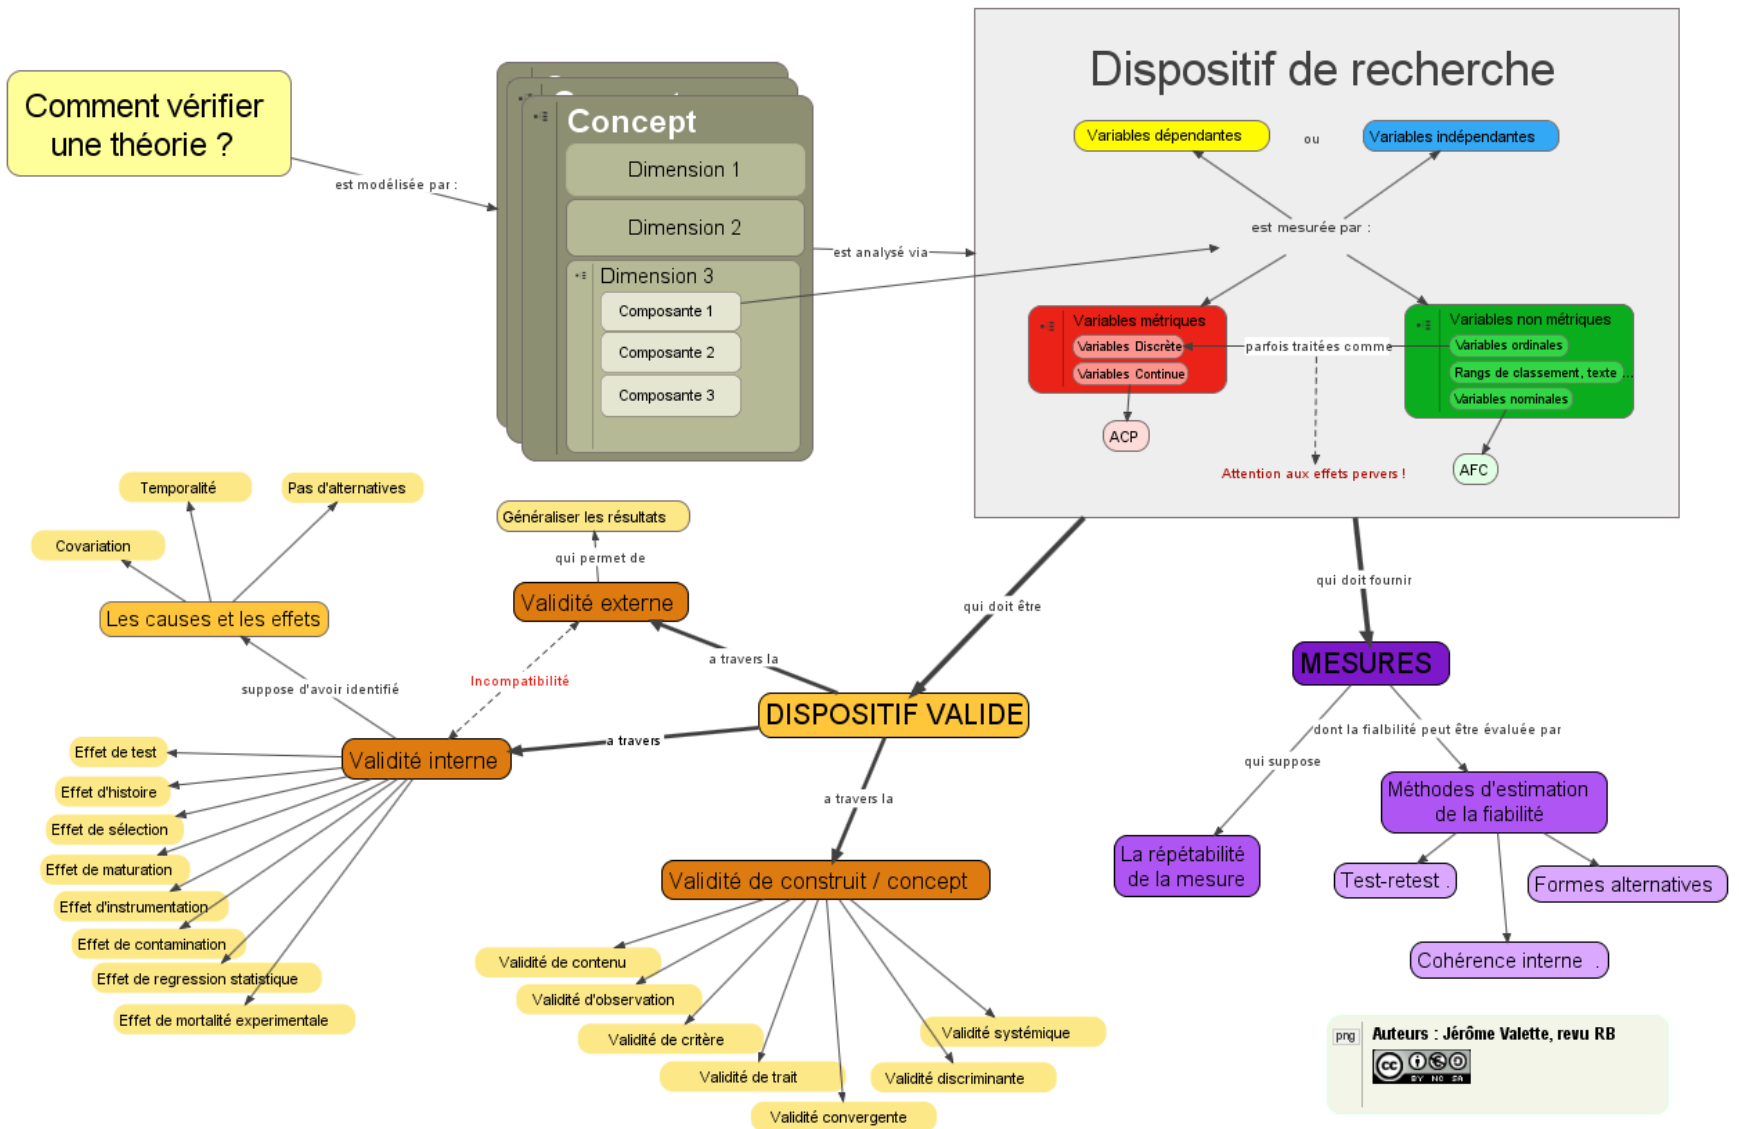 Comment vérifier
une théorie ?
est modélisée par :
Concept
Dimension 1
Dimension 2
Dimension 3
Composante 1
Composante 2
Composante 3
est analysé via
Dispositif de recherche
Variables dépendantes
ou
Variables indépendantes
est mesurée par :
Variables métriques
Variables Discrète
Variables Continue
parfois traitées comme
Variables non métriques
Variables ordinales
Rangs de classement, texte ...
Variables nominales
ACP
AFC
Attention aux effets pervers !
Temporalité
Pas d'alternatives
Covariation
Les causes et les effets
suppose d'avoir identifié
Généraliser les résultats
qui permet de
Validité externe
a travers la
Incompatibilité
qui doit être
qui doit fournir
DISPOSITIF VALIDE
a travers
Validité interne
Effet de test
Effet d'histoire
Effet de sélection
Effet de maturation
Effet d'instrumentation
Effet de contamination
Effet de regression statistique
Effet de mortalité experimentale
a travers la
Validité de construit / concept
Validité de contenu
Validité d'observation
Validité de critère
Validité de trait
Validité convergente
Validité discriminante
Validité systémique
MESURES
dont la fialbilité peut être évaluée par
qui suppose
La répétabilité
de la mesure
Méthodes d'estimation
de la fiabilité
Test-retest .
Formes alternatives
Cohérence interne .
png
Auteurs : Jérôme Valette, revu RB
cc
BY NC SA